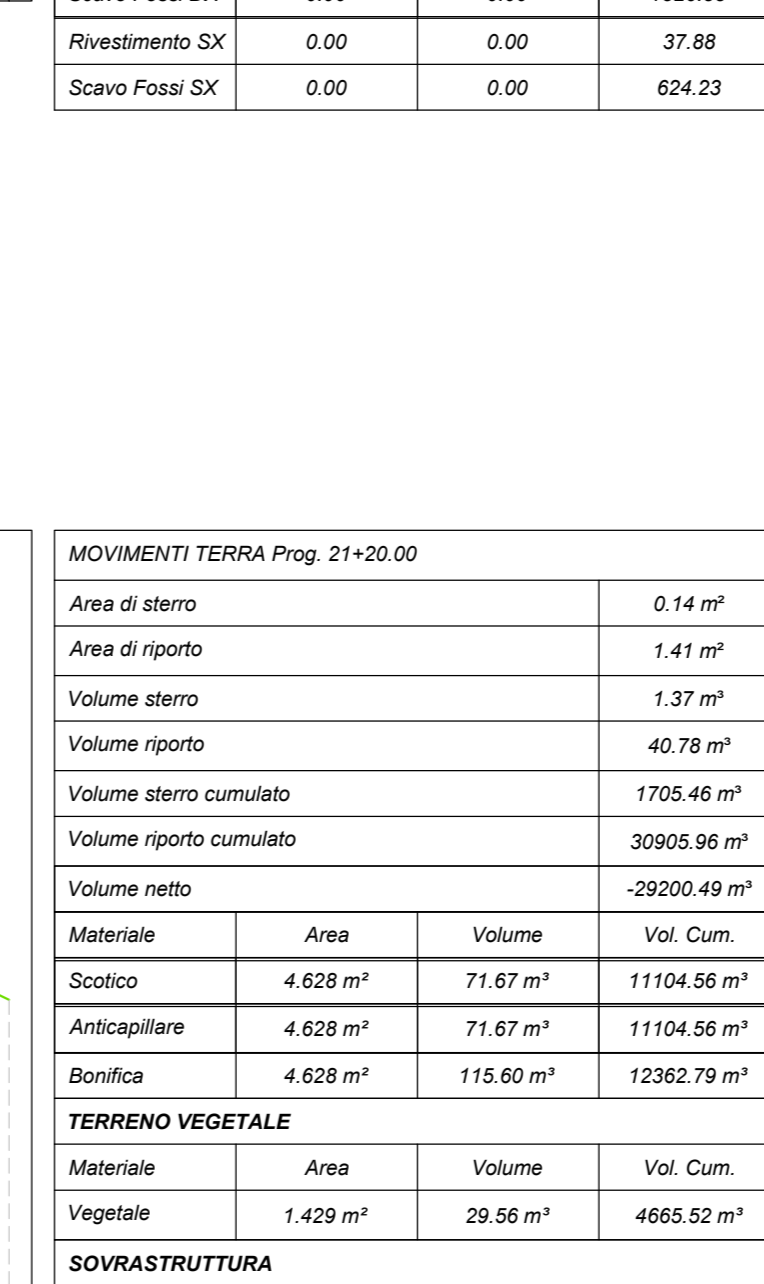 Rivestimento SX 0.00 0.00 37.88
Scavo Fossi SX 0.00 0.00 624.23
MOVIMENTI TERRA Prog. 21+20.00
Area di sterro 0.14 m²
Area di riporto 1.41 m²
Volume sterro 1.37 m³
Volume riporto 40.78 m³
Volume sterro cumulato 1705.46 m³
Volume riporto cumulato 30905.96 m³
Volume netto -29200.49 m³
Materiale Area Volume Vol. Cum.
Scotico 4.628 m² 71.67 m³ 11104.56 m³
Anticapillare 4.628 m² 71.67 m³ 11104.56 m³
Bonifica 4.628 m² 115.60 m³ 12362.79 m³
TERRENO VEGETALE
Materiale Area Volume Vol. Cum.
Vegetale 1.429 m² 29.56 m³ 4665.52 m³
SOVRASTRUTTURA